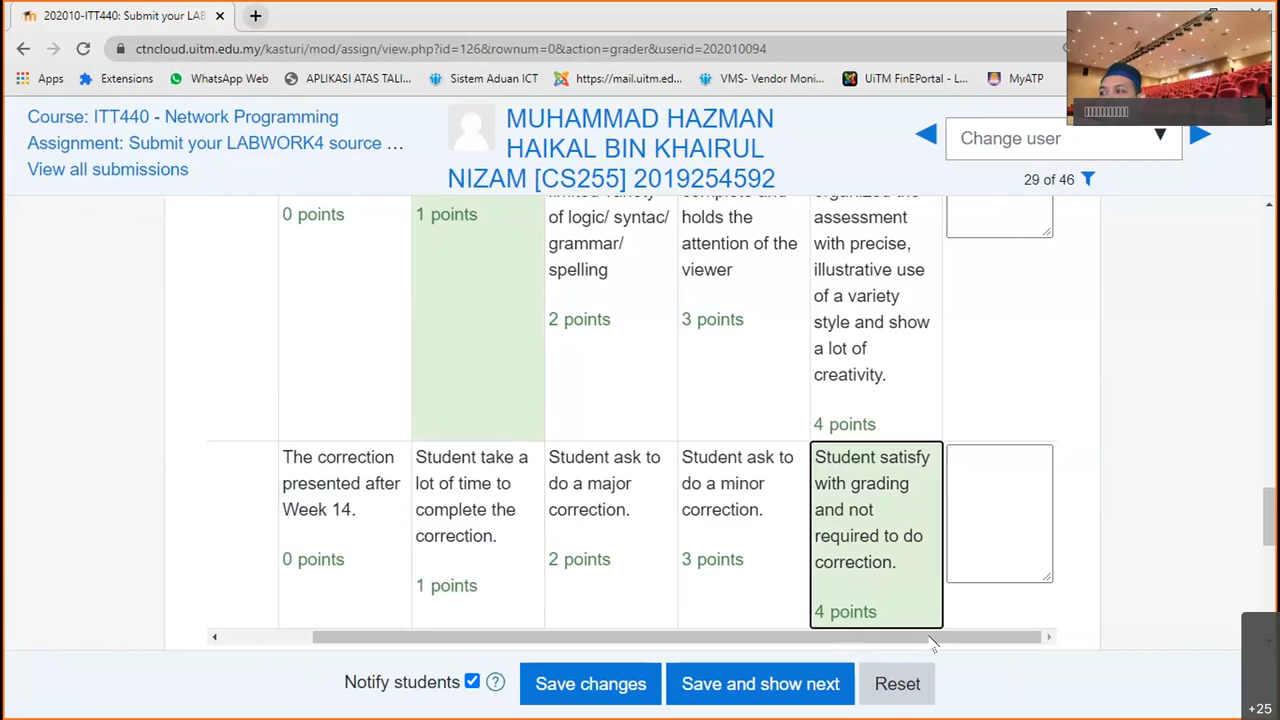 202010-ITT440: Submit your LAB
ctncloud.uitm.edu.my/kasturi/mod/assign/view.php?id=126&rownum=0&action=grader&userid=202010094
Apps Extensions WhatsApp Web APLIKASI ATAS TALI... Sistem Aduan ICT https://mail.uitm.ed... VMS- Vendor Moni... UiTM FinEPortal - L... MyATP
Course: ITT440 - Network Programming
Assignment: Submit your LABWORK4 source ...
View all submissions
MUHAMMAD HAZMAN
HAIKAL BIN KHAIRUL
NIZAM [CS255] 2019254592
Change user
29 of 46
0 points
1 points
of logic/ syntac/
grammar/
spelling
2 points
complete and
holds the
attention of the
viewer
3 points
organized the
assessment
with precise,
illustrative use
of a variety
style and show
a lot of
creativity.
4 points
The correction
presented after
Week 14.
0 points
Student take a
lot of time to
complete the
correction.
1 points
Student ask to
do a major
correction.
2 points
Student ask to
do a minor
correction.
3 points
Student satisfy
with grading
and not
required to do
correction.
4 points
Notify students
Save changes
Save and show next
Reset
+25